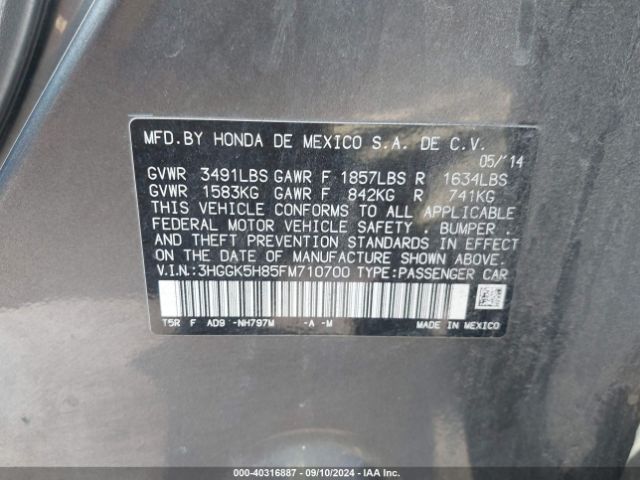 MFD.BY HONDA DE MEXICO S.A. DE C.V.
05/'14
GVWR 3491LBS GAWR F 1857LBS R 1634LBS
GVWR 1583KG GAWR F 842KG R 741KG
THIS VEHICLE CONFORMS TO ALL APPLICABLE
FEDERAL MOTOR VEHICLE SAFETY , BUMPER ,
AND THEFT PREVENTION STANDARDS IN EFFECT
ON THE DATE OF MANUFACTURE SHOWN ABOVE.
V.I.N.:3HGGK5H85FM710700 TYPE:PASSENGER CAR
T5R F AD9 -NH797M -A -M MADE IN MEXICO
000-40316887 - 09/10/2024 - IAA Inc.